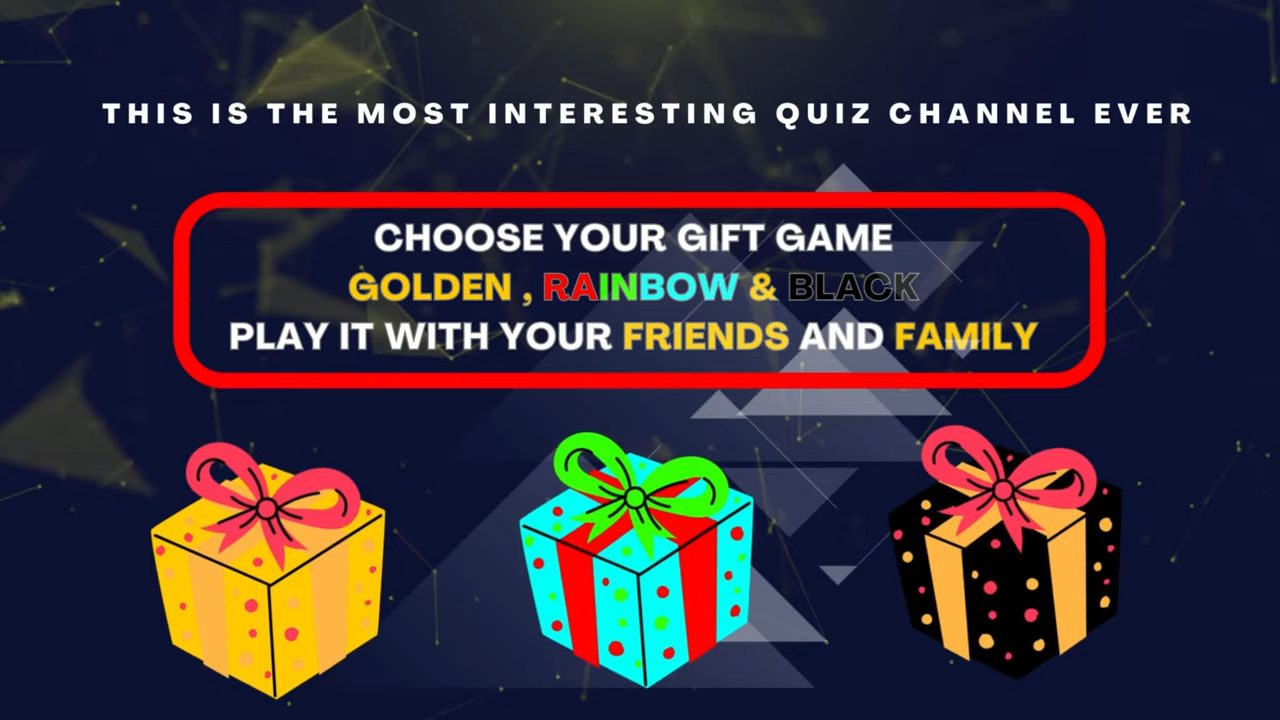 THIS IS THE MOST INTERESTING QUIZ CHANNEL EVER
CHOOSE YOUR GIFT GAME
GOLDEN , RAINBOW & BLACK
PLAY IT WITH YOUR FRIENDS AND FAMILY